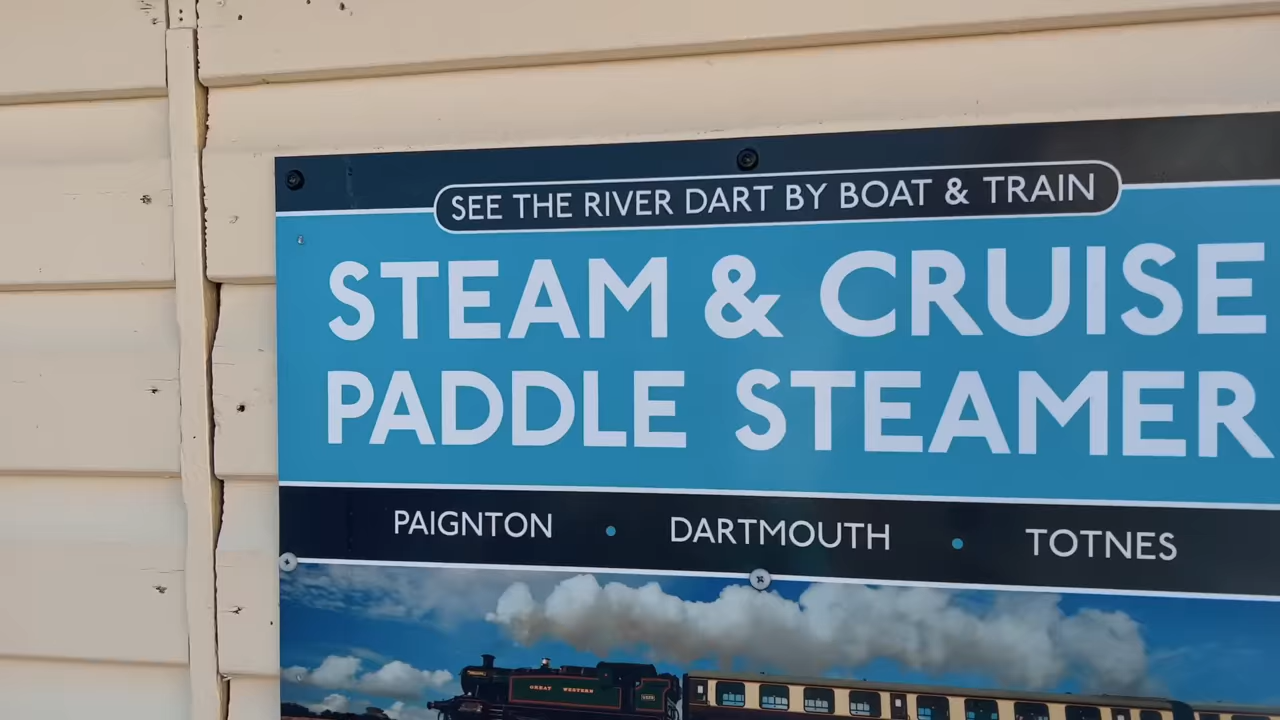 SEE THE RIVER DART BY BOAT & TRAIN
STEAM & CRUISE
PADDLE STEAMER
PAIGNTON • DARTMOUTH • TOTNES
GREAT WESTERN